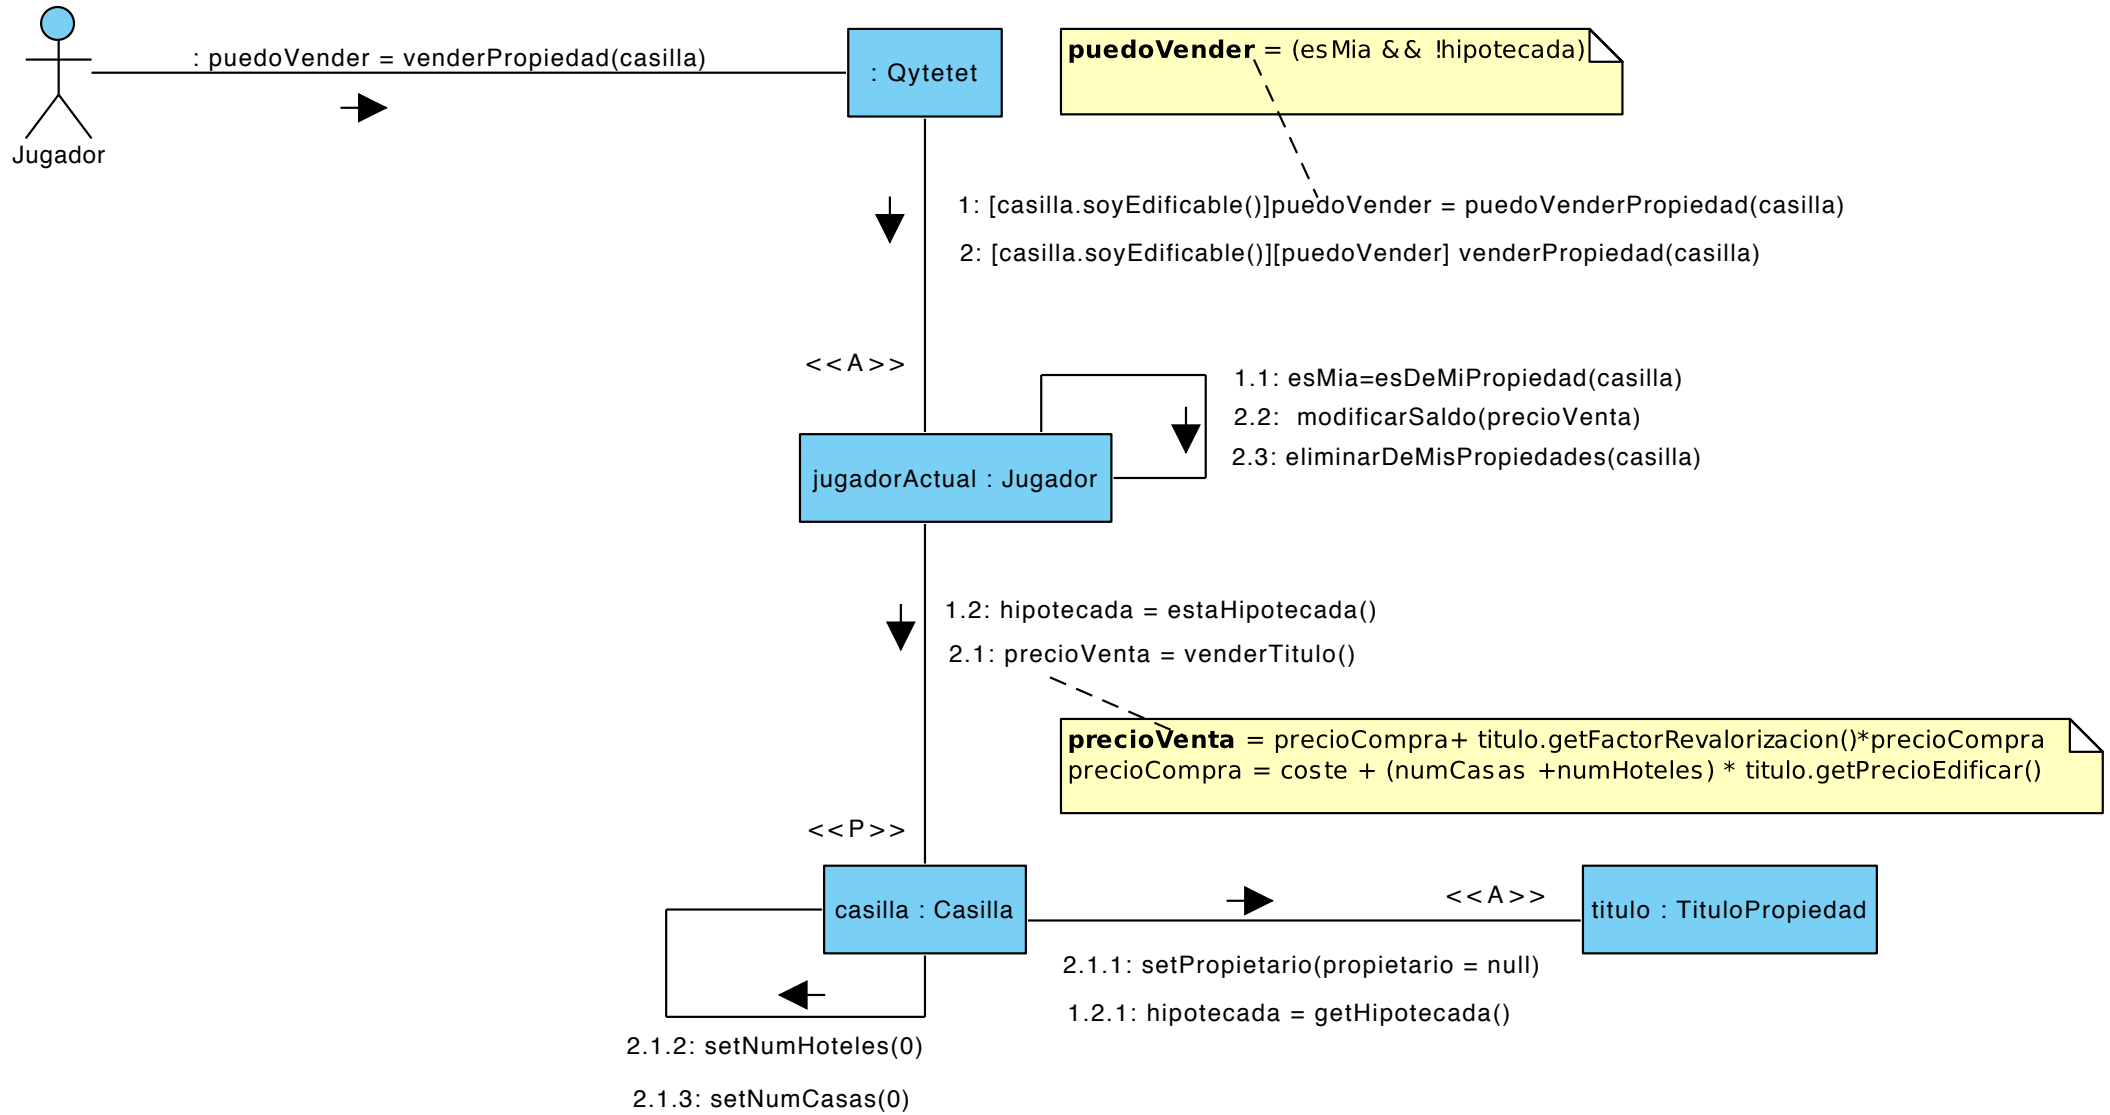 : puedoVender = venderPropiedad(casilla)
: Qytetet
puedoVender = (esMia && !hipotecada)
Jugador
1: [casilla.soyEdificable()]puedoVender = puedoVenderPropiedad(casilla)
2: [casilla.soyEdificable()][puedoVender] venderPropiedad(casilla)
<<A>>
1.1: esMia=esDeMiPropiedad(casilla)
2.2: modificarSaldo(precioVenta)
2.3: eliminarDeMisPropiedades(casilla)
jugadorActual : Jugador
1.2: hipotecada = estaHipotecada()
2.1: precioVenta = venderTitulo()
precioVenta = precioCompra+ titulo.getFactorRevalorizacion()*precioCompra
precioCompra = coste + (numCasas +numHoteles) * titulo.getPrecioEdificar()
<<P>>
casilla : Casilla
<<A>>
titulo : TituloPropiedad
2.1.1: setPropietario(propietario = null)
1.2.1: hipotecada = getHipotecada()
2.1.2: setNumHoteles(0)
2.1.3: setNumCasas(0)